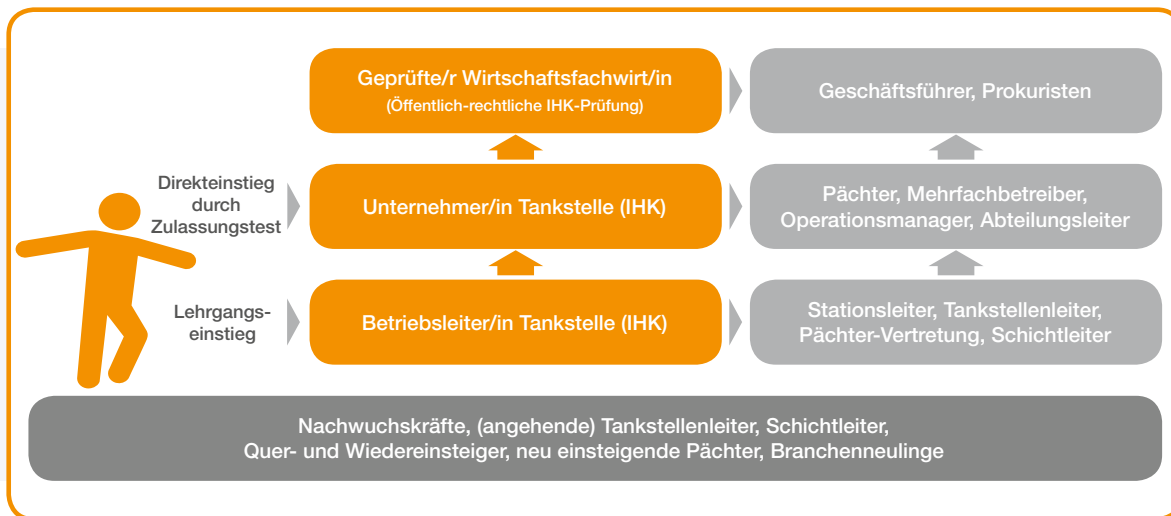 Geprüfte/r Wirtschaftsfachwirt/in
(Öffentlich-rechtliche IHK-Prüfung)
Geschäftsführer, Prokuristen
Direkteinstieg
durch
Zulassungstest
Unternehmer/in Tankstelle (IHK)
Pächter, Mehrfachbetreiber,
Operationsmanager, Abteilungsleiter
Lehrgangs-
einstieg
Betriebsleiter/in Tankstelle (IHK)
Stationsleiter, Tankstellenleiter,
Pächter-Vertretung, Schichtleiter
Nachwuchskräfte, (angehende) Tankstellenleiter, Schichtleiter,
Quer- und Wiedereinsteiger, neu einsteigende Pächter, Branchenneulinge